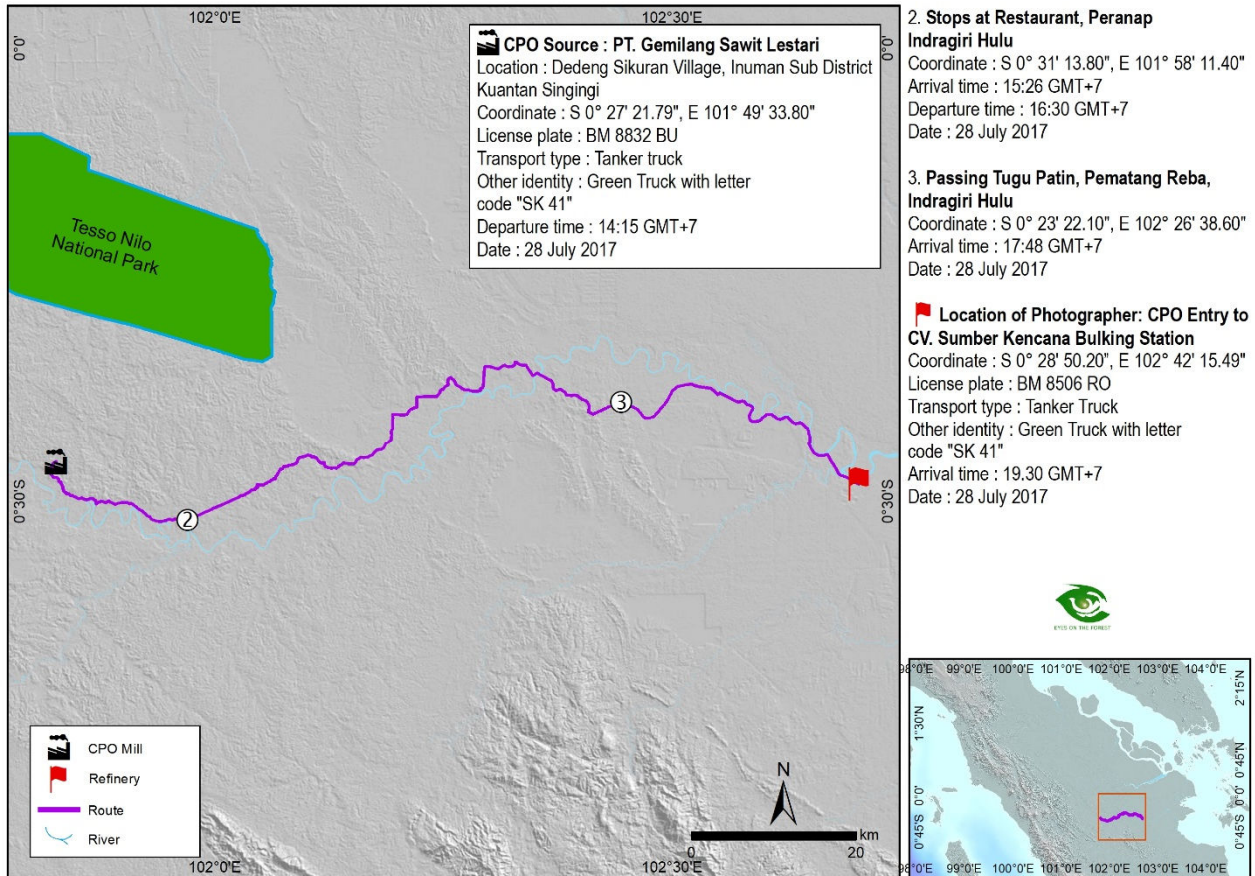 102°0'E
102°30'E
0°0'
0°0'
CPO Source : PT. Gemilang Sawit Lestari
Location : Dedeng Sikuran Village, Inuman Sub District
Kuantan Singingi
Coordinate : S 0° 27' 21.79", E 101° 49' 33.80"
License plate : BM 8832 BU
Transport type : Tanker truck
Other identity : Green Truck with letter
code "SK 41"
Departure time : 14:15 GMT+7
Date : 28 July 2017
Tesso Nilo
National Park
3
2
0°30'S
0°30'S
CPO Mill
Refinery
Route
River
N
km
0
20
102°0'E
102°30'E
2. Stops at Restaurant, Peranap
Indragiri Hulu
Coordinate : S 0° 31' 13.80", E 101° 58' 11.40"
Arrival time : 15:26 GMT+7
Departure time : 16:30 GMT+7
Date : 28 July 2017
3. Passing Tugu Patin, Pematang Reba,
Indragiri Hulu
Coordinate : S 0° 23' 22.10", E 102° 26' 38.60"
Arrival time : 17:48 GMT+7
Date : 28 July 2017
Location of Photographer: CPO Entry to
CV. Sumber Kencana Bulking Station
Coordinate : S 0° 28' 50.20", E 102° 42' 15.49"
License plate : BM 8506 RO
Transport type : Tanker Truck
Other identity : Green Truck with letter
code "SK 41"
Arrival time : 19.30 GMT+7
Date : 28 July 2017
EYES ON THE FOREST
98°0'E 99°0'E 100°0'E 101°0'E 102°0'E 103°0'E 104°0'E
1°30'N
0°0'
0°45'S
2°15'N
0°45'N
0°0'
0°45'S
98°0'E 99°0'E 100°0'E 101°0'E 102°0'E 103°0'E 104°0'E